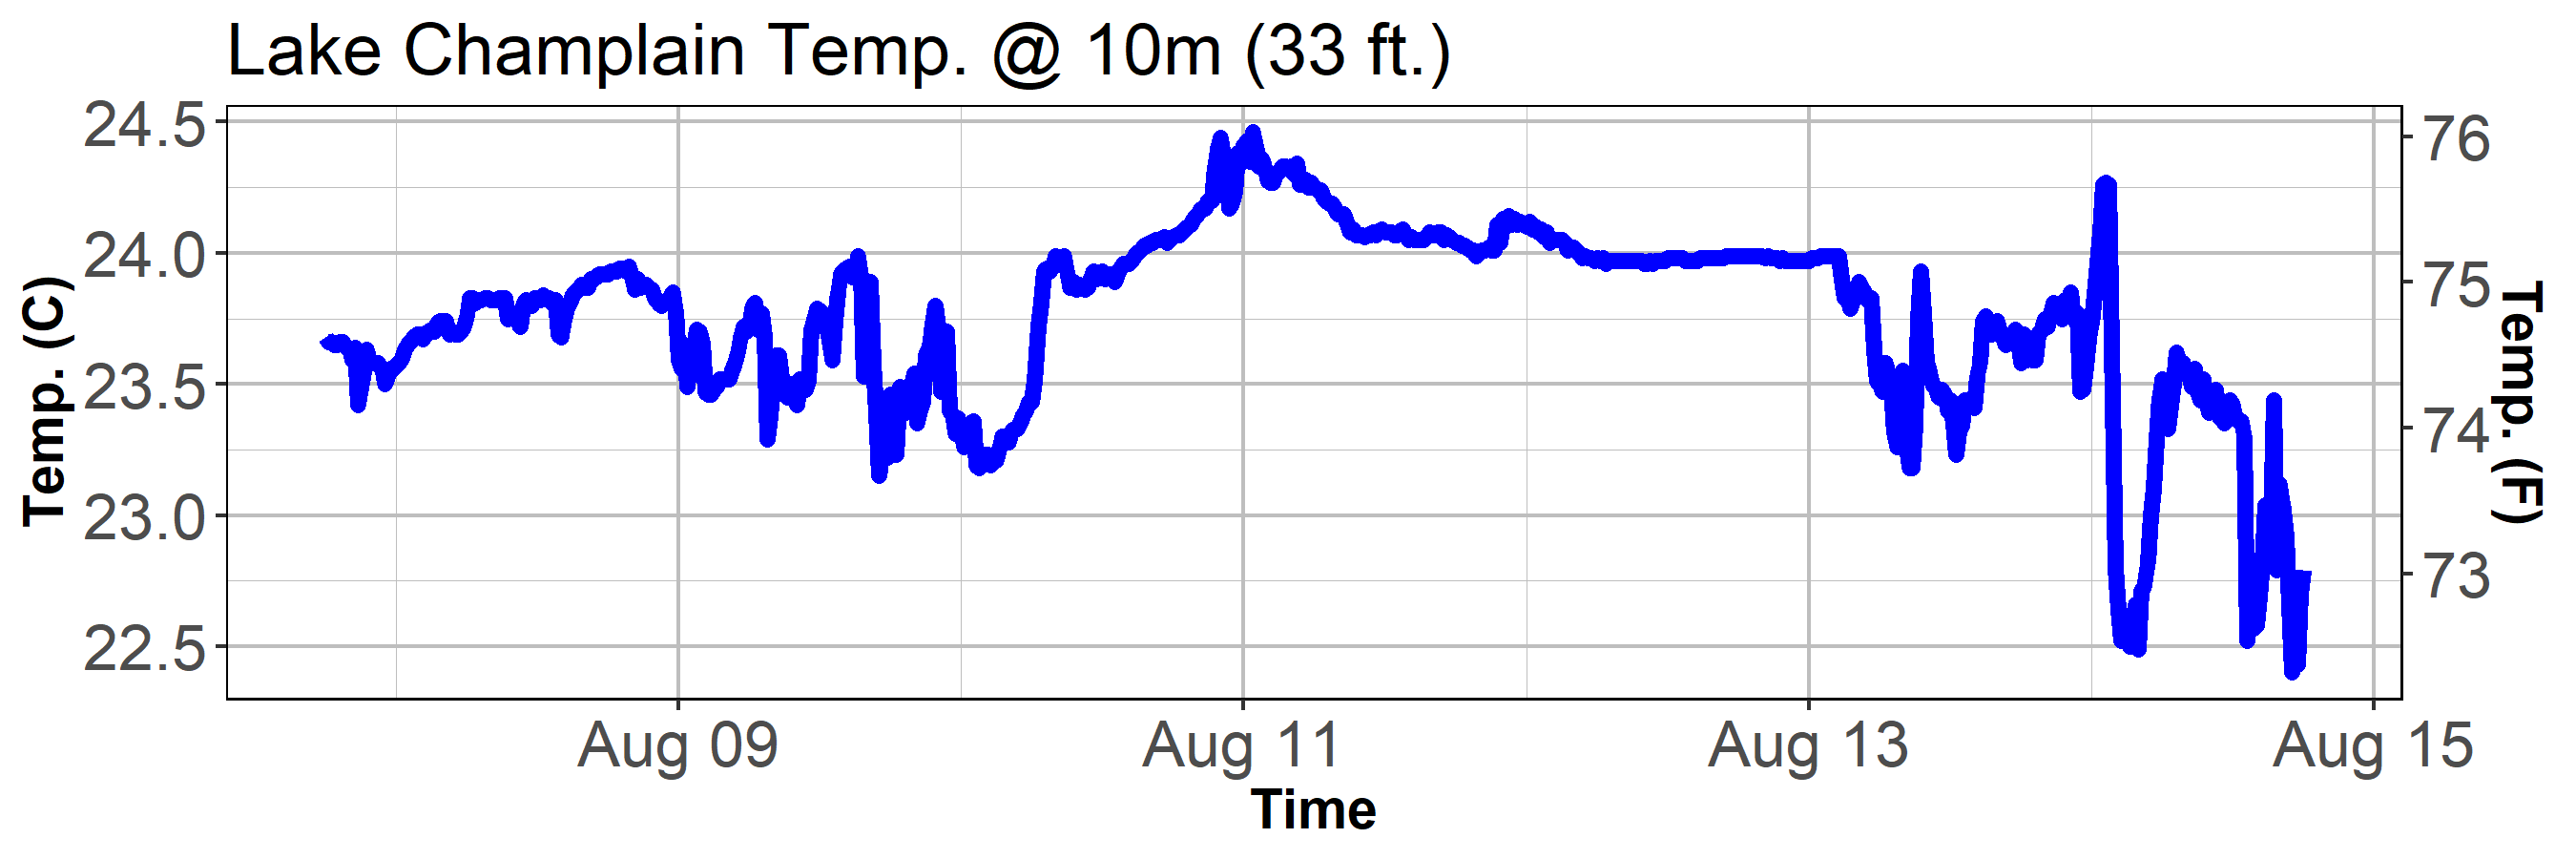 Lake Champlain Temp. @ 10m (33 ft.)
Temp. (C)
24.5
24.0
23.5
23.0
22.5
76
75
74
73
Temp. (F)
Aug 09 Aug 11 Aug 13 Aug 15
Time